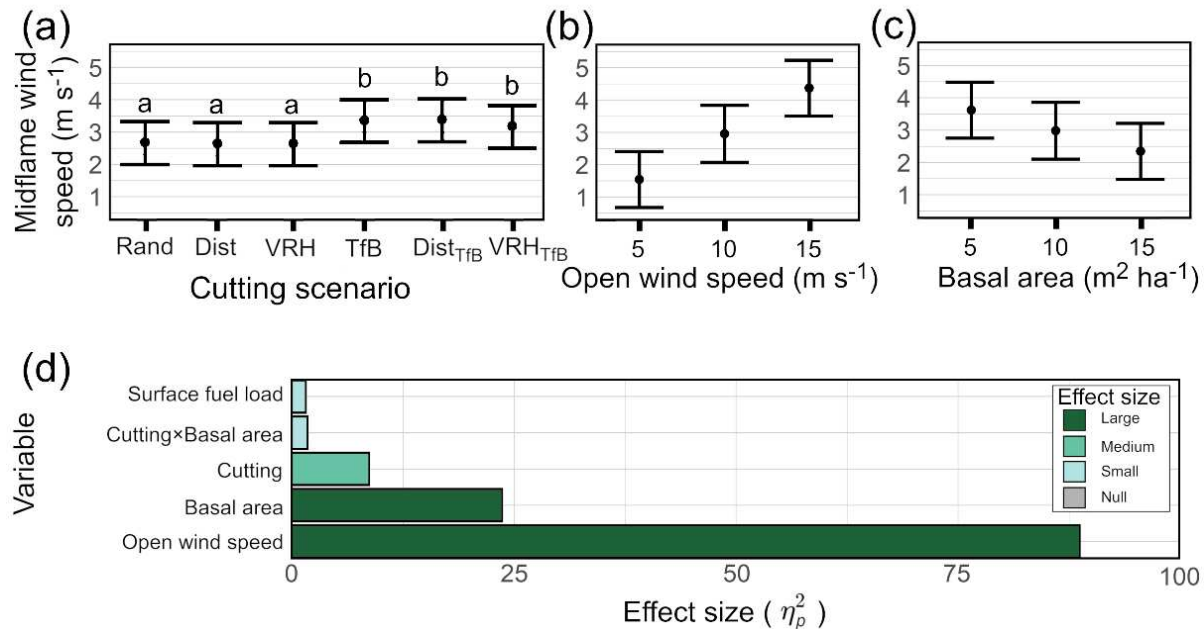 (a)
Midflame wind
speed (m s⁻¹)
5
4
3
2
1
a a a b b b
Rand Dist VRH TfB Dist_TfB VRH_TfB
Cutting scenario
(b)
5
4
3
2
1
5 10 15
Open wind speed (m s⁻¹)
(c)
5
4
3
2
1
5 10 15
Basal area (m² ha⁻¹)
(d)
Variable
Surface fuel load
Cutting×Basal area
Cutting
Basal area
Open wind speed
Effect size
Large
Medium
Small
Null
0 25 50 75 100
Effect size ( η²ₚ )